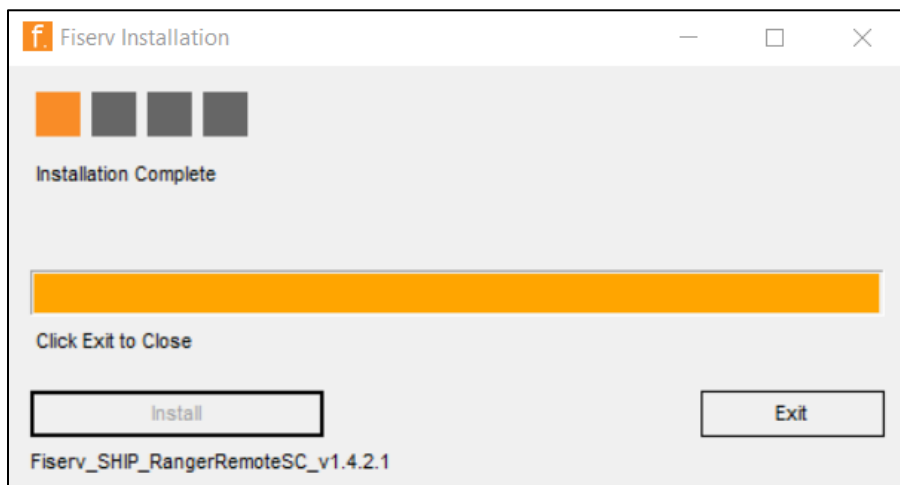 f. Fiserv Installation
Installation Complete
Click Exit to Close
Install
Exit
Fiserv_SHIP_RangerRemoteSC_v1.4.2.1